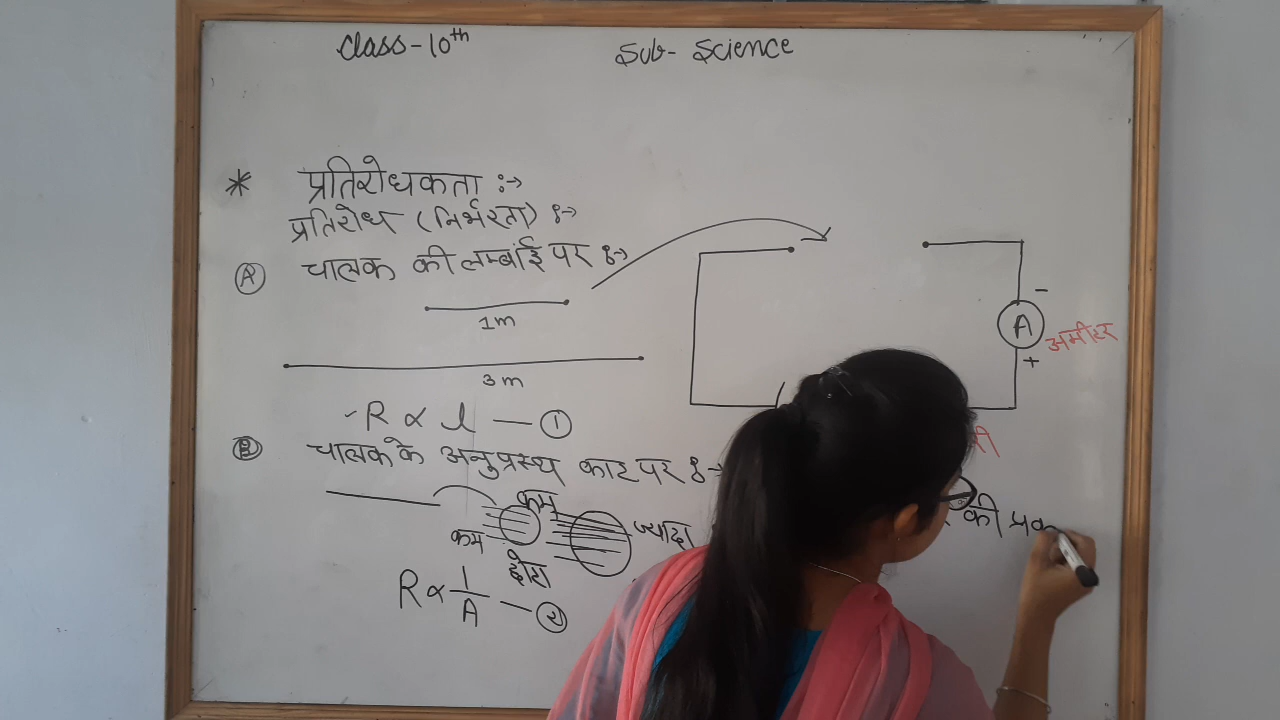 Class-10th Sub- Science
* प्रतिरोधकता :->
प्रतिरोध (निर्भरता) :->
(A) चालक की लम्बाई पर :->
1m
3m
R ∝ l — (1)
(B) चालक के अनुप्रस्थ काट पर :->
कम
कम
ज्यादा
R ∝ 1/A — (2)
-
A
अमीटर
+
री
की प्रक